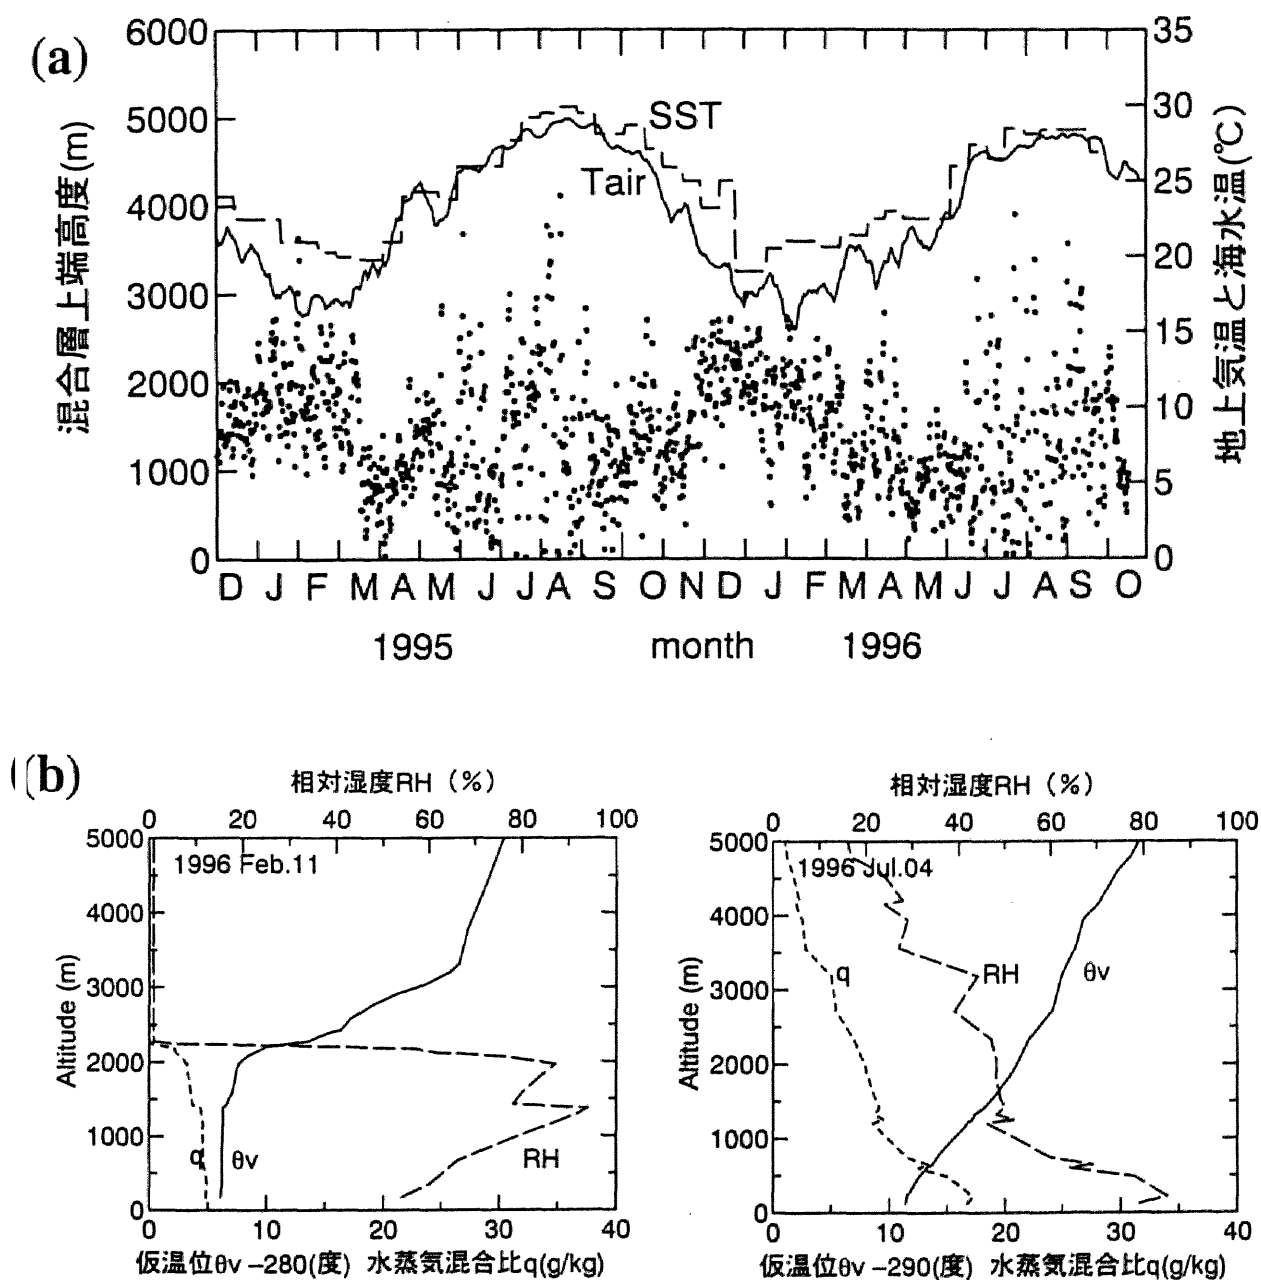 (a)
6000
5000
4000
3000
2000
1000
0
混合層上端高度(m)
35
30
25
20
15
10
5
0
地上気温と海水温(℃)
SST
Tair
D J F M A M J J A S O N D J F M A M J J A S O
1995 month 1996
(b)
相対湿度RH（%）
0 20 40 60 80 100
5000
4000
3000
2000
1000
0
Altitude (m)
1996 Feb.11
q
θv
RH
0 10 20 30 40
仮温位θv −280(度) 水蒸気混合比q(g/kg)
相対湿度RH（%）
0 20 40 60 80 100
5000
4000
3000
2000
1000
0
Altitude (m)
1996 Jul.04
q
RH
θv
0 10 20 30 40
仮温位θv −290(度) 水蒸気混合比q(g/kg)